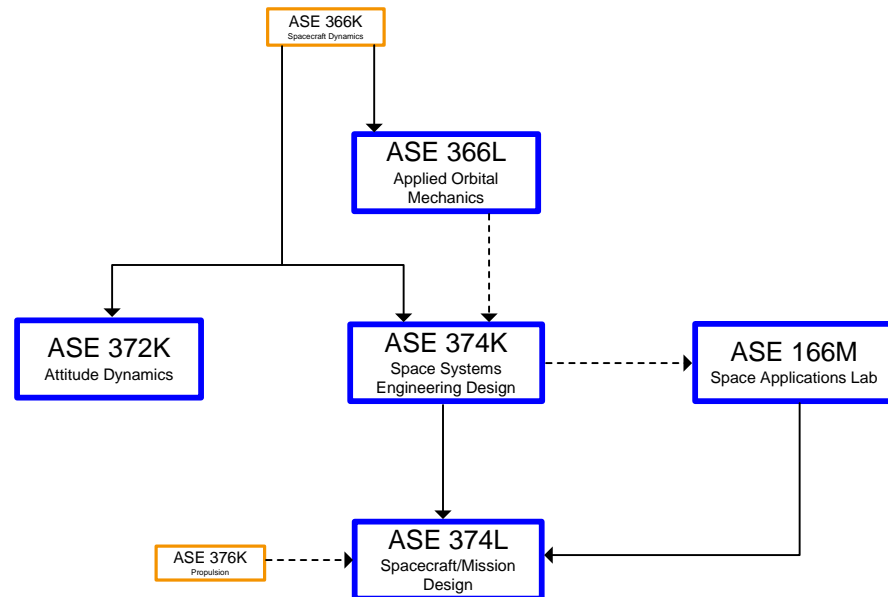 ASE 366K
Spacecraft Dynamics
ASE 366L
Applied Orbital
Mechanics
ASE 372K
Attitude Dynamics
ASE 374K
Space Systems
Engineering Design
ASE 166M
Space Applications Lab
ASE 376K
Propulsion
ASE 374L
Spacecraft/Mission
Design